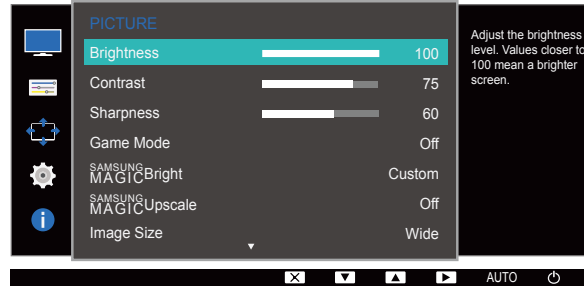 PICTURE
Brightness 100
Contrast 75
Sharpness 60
Game Mode Off
SAMSUNG MAGIC Bright Custom
SAMSUNG MAGIC Upscale Off
Image Size Wide
Adjust the brightness
level. Values closer to
100 mean a brighter
screen.
AUTO